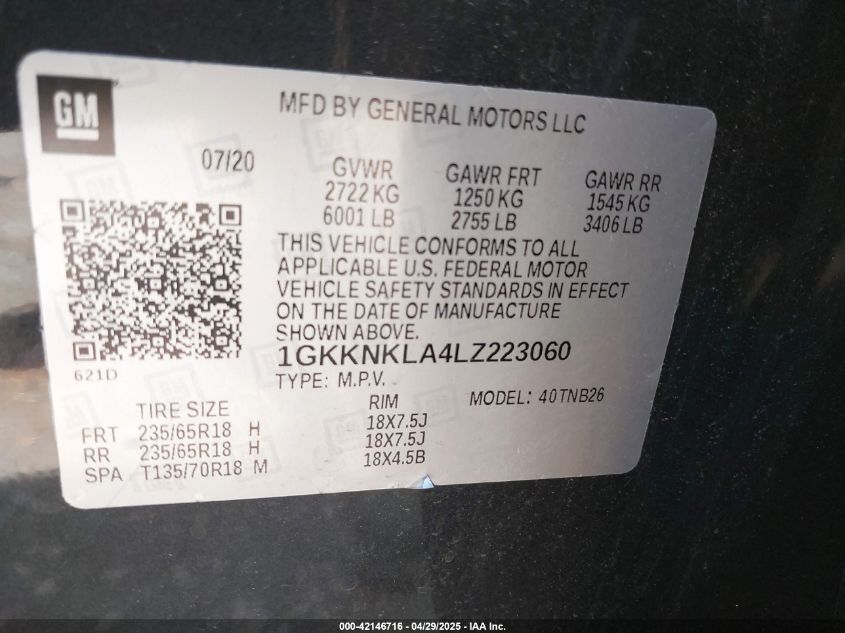 GM
MFD BY GENERAL MOTORS LLC
07/20
GVWR GAWR FRT GAWR RR
2722 KG 1250 KG 1545 KG
6001 LB 2755 LB 3406 LB
THIS VEHICLE CONFORMS TO ALL
APPLICABLE U.S. FEDERAL MOTOR
VEHICLE SAFETY STANDARDS IN EFFECT
ON THE DATE OF MANUFACTURE
SHOWN ABOVE.
1GKKNKLA4LZ223060
621D
TYPE: M.P.V. MODEL: 40TNB26
TIRE SIZE RIM
FRT 235/65R18 H 18X7.5J
RR 235/65R18 H 18X7.5J
SPA T135/70R18 M 18X4.5B
000-42146716 - 04/29/2025 - IAA Inc.